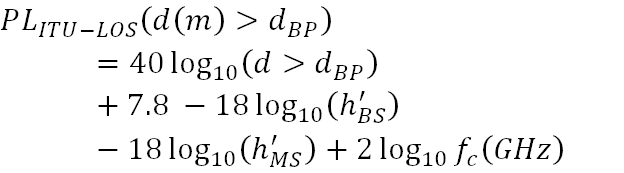 PL_{ITU−LOS}(d(m) > d_{BP})
= 40 log_{10}(d > d_{BP})
+ 7.8 − 18 log_{10}(h'_{BS})
− 18 log_{10}(h'_{MS}) + 2 log_{10} f_c(GHz)